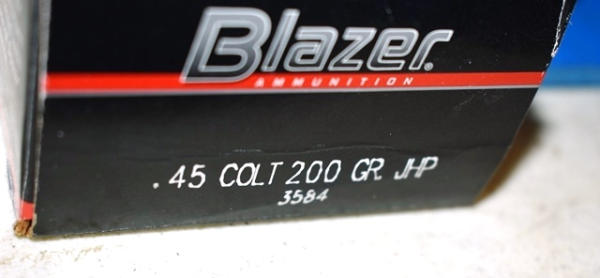 Blazer®
AMMUNITION
.45 COLT 200 GR. JHP
3584